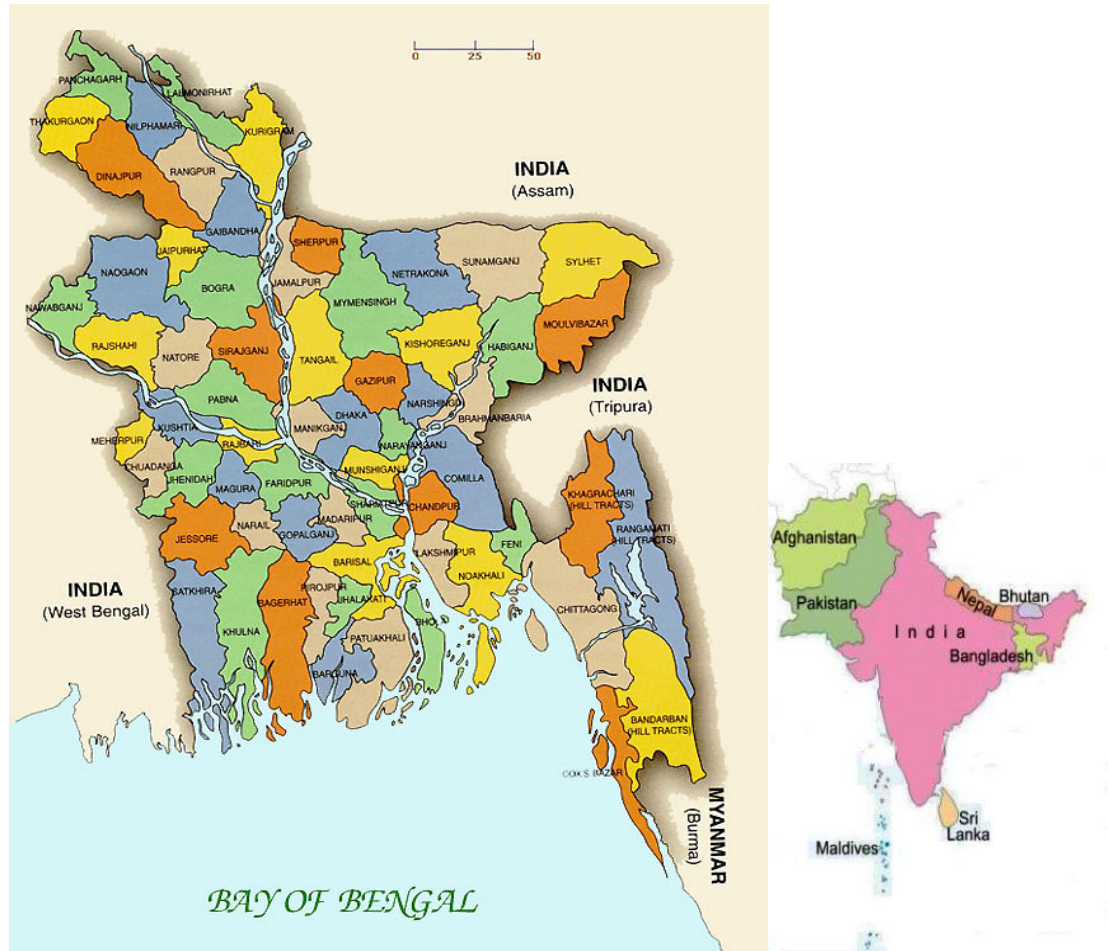 0 25 50
PANCHAGARH
LALMONIRHAT
THAKURGAON
NILPHAMARI
KURIGRAM
DINAJPUR
RANGPUR
INDIA
(Assam)
GAIBANDHA
JAIPURHAT
SHERPUR
NAOGAON
NETRAKONA
SUNAMGANJ
SYLHET
BOGRA
JAMALPUR
MYMENSINGH
NAWABGANJ
MOULVIBAZAR
RAJSHAHI
NATORE
SIRAJGANJ
TANGAIL
KISHOREGANJ
HABIGANJ
GAZIPUR
INDIA
(Tripura)
PABNA
NARSHINGDI
DHAKA
BRAHMANBARIA
KUSHTIA
MANIKGANJ
MEHERPUR
RAJBARI
NARAYANGANJ
CHUADANGA
MUNSHIGANJ
JHENIDAH
MAGURA
FARIDPUR
COMILLA
SHARIATPUR
CHANDPUR
KHAGRACHARI
(HILL TRACTS)
MADARIPUR
NARAIL
GOPALGANJ
JESSORE
RANGAMATI
(HILL TRACTS)
FENI
LAKSHMIPUR
BARISAL
NOAKHALI
INDIA
(West Bengal)
SATKHIRA
PIROJPUR
JHALAKATI
BAGERHAT
CHITTAGONG
KHULNA
PATUAKHALI
BARGUNA
BANDARBAN
(HILL TRACTS)
COX'S BAZAR
MYANMAR
(Burma)
BAY OF BENGAL
Afghanistan
Pakistan
Nepal
Bhutan
India
Bangladesh
Sri
Lanka
Maldives